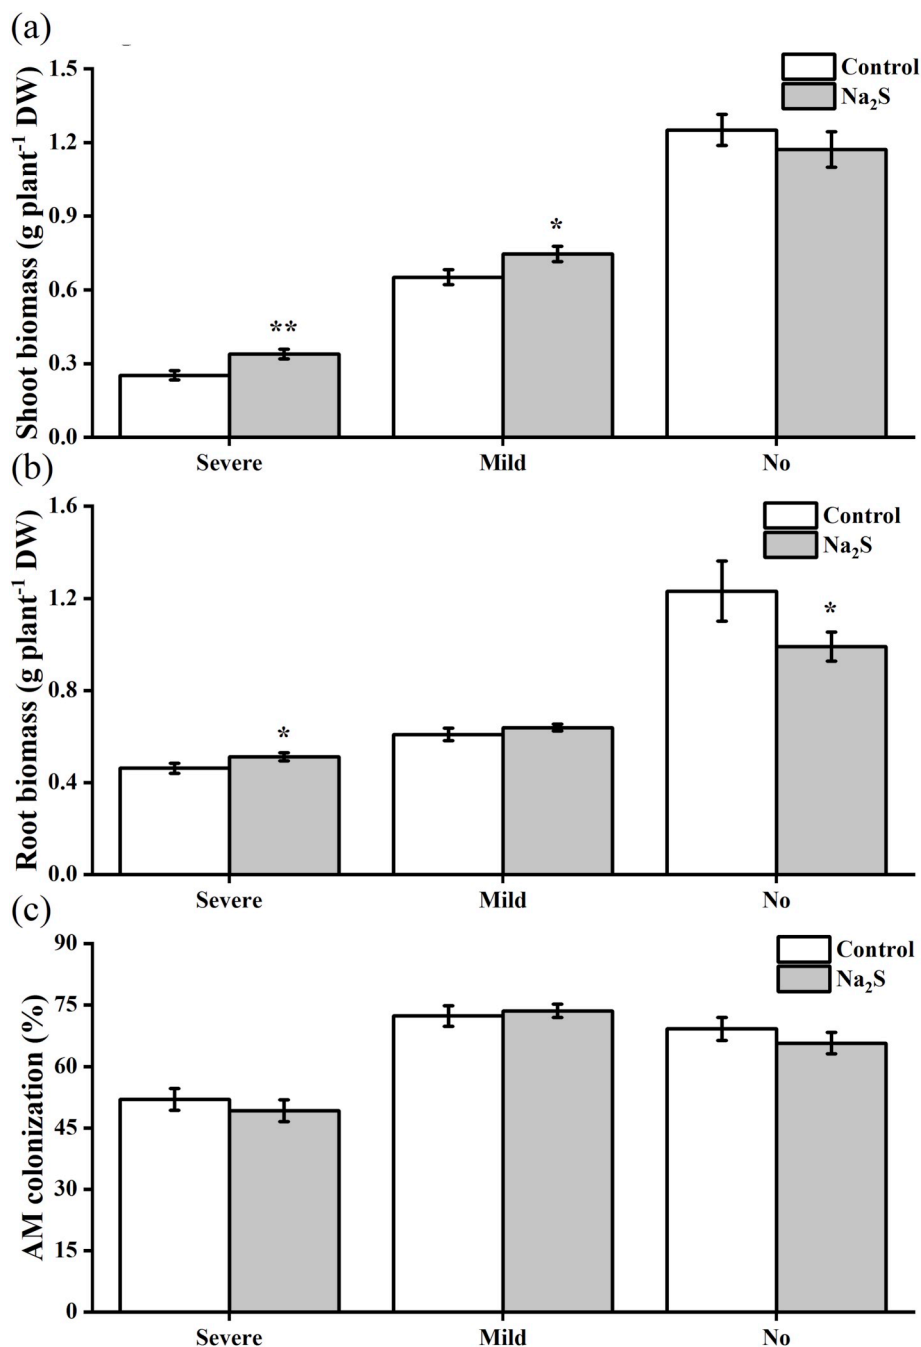 (a)
Shoot biomass (g plant⁻¹ DW)
1.5
1.2
0.9
0.6
0.3
0.0
Control
Na₂S
**
*
Severe Mild No
(b)
Root biomass (g plant⁻¹ DW)
1.6
1.2
0.8
0.4
0.0
Control
Na₂S
*
*
Severe Mild No
(c)
AM colonization (%)
90
75
60
45
30
15
0
Control
Na₂S
Severe Mild No